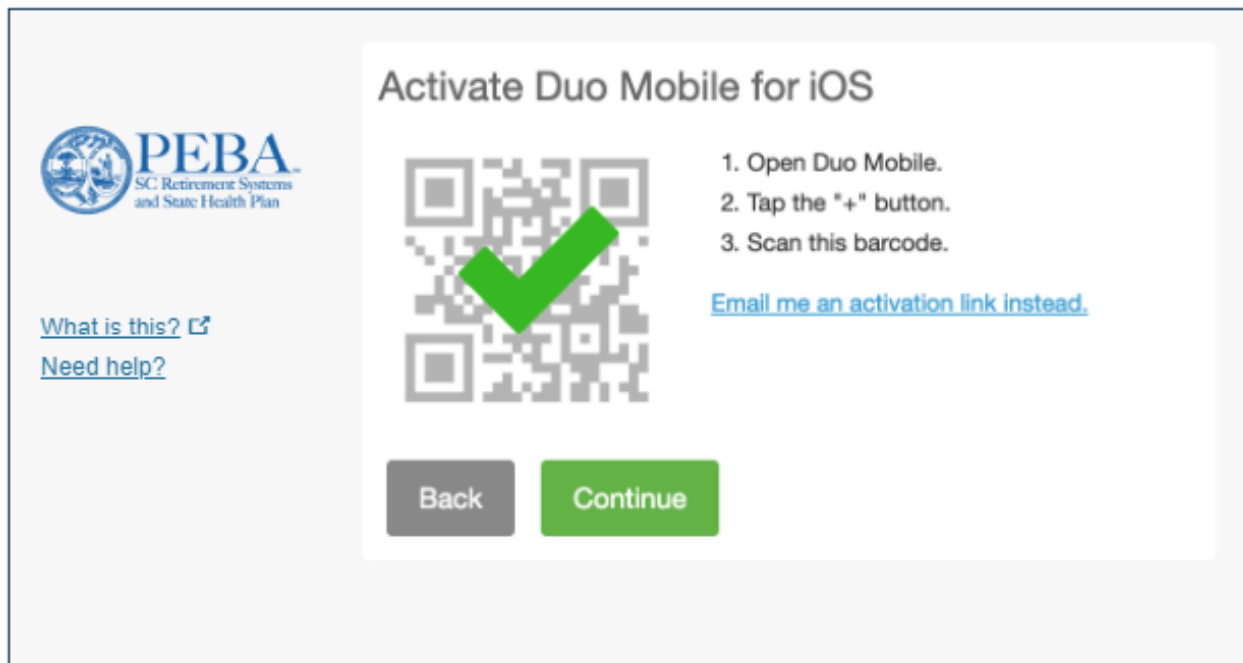 PEBA™
SC Retirement Systems
and State Health Plan
What is this?
Need help?
Activate Duo Mobile for iOS
1. Open Duo Mobile.
2. Tap the "+" button.
3. Scan this barcode.
Email me an activation link instead.
Back
Continue